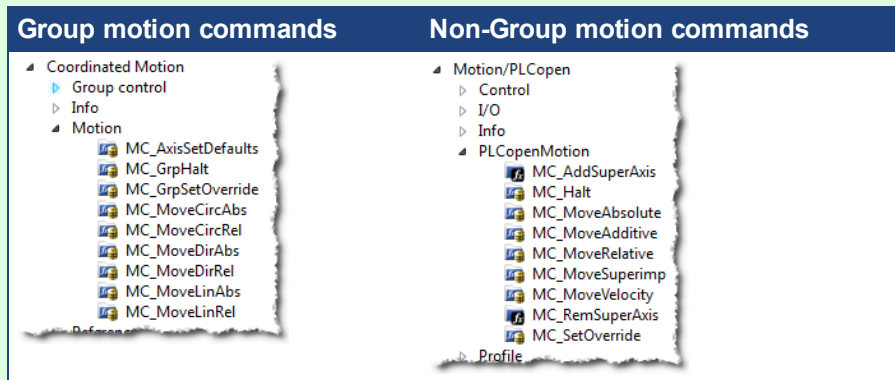 Group motion commands
Coordinated Motion
Group control
Info
Motion
MC_AxisSetDefaults
MC_GrpHalt
MC_GrpSetOverride
MC_MoveCircAbs
MC_MoveCircRel
MC_MoveDirAbs
MC_MoveDirRel
MC_MoveLinAbs
MC_MoveLinRel
Non-Group motion commands
Motion/PLCopen
Control
I/O
Info
PLCopenMotion
MC_AddSuperAxis
MC_Halt
MC_MoveAbsolute
MC_MoveAdditive
MC_MoveRelative
MC_MoveSuperimp
MC_MoveVelocity
MC_RemSuperAxis
MC_SetOverride
Profile